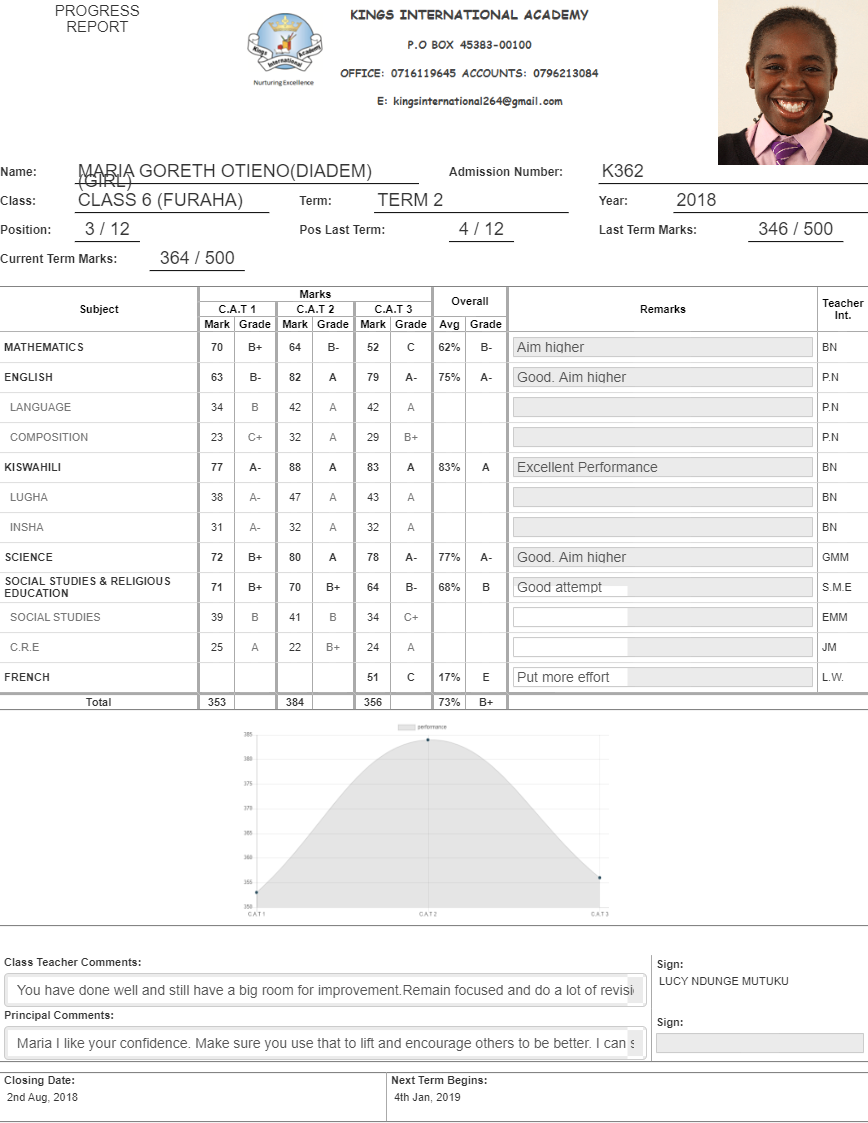 PROGRESS
REPORT
KINGS INTERNATIONAL ACADEMY
P.O BOX 45383-00100
OFFICE: 0716119645 ACCOUNTS: 0796213084
E: kingsinternational264@gmail.com
Kings International Academy
Nurturing Excellence
Name: MARIA GORETH OTIENO(DIADEM) (GIRL) Admission Number: K362
Class: CLASS 6 (FURAHA) Term: TERM 2 Year: 2018
Position: 3 / 12 Pos Last Term: 4 / 12 Last Term Marks: 346 / 500
Current Term Marks: 364 / 500
Subject Marks Overall Remarks Teacher Int.
C.A.T 1 C.A.T 2 C.A.T 3
Mark Grade Mark Grade Mark Grade Avg Grade
MATHEMATICS 70 B+ 64 B- 52 C 62% B- Aim higher BN
ENGLISH 63 B- 82 A 79 A- 75% A- Good. Aim higher P.N
LANGUAGE 34 B 42 A 42 A P.N
COMPOSITION 23 C+ 32 A 29 B+ P.N
KISWAHILI 77 A- 88 A 83 A 83% A Excellent Performance BN
LUGHA 38 A- 47 A 43 A BN
INSHA 31 A- 32 A 32 A BN
SCIENCE 72 B+ 80 A 78 A- 77% A- Good. Aim higher GMM
SOCIAL STUDIES & RELIGIOUS EDUCATION 71 B+ 70 B+ 64 B- 68% B Good attempt S.M.E
SOCIAL STUDIES 39 B 41 B 34 C+ EMM
C.R.E 25 A 22 B+ 24 A JM
FRENCH 51 C 17% E Put more effort L.W.
Total 353 384 356 73% B+
performance
385
380
375
370
365
360
355
350
CAT1 CAT2 CAT3
Class Teacher Comments:
You have done well and still have a big room for improvement.Remain focused and do a lot of revisi
Sign:
LUCY NDUNGE MUTUKU
Principal Comments:
Maria I like your confidence. Make sure you use that to lift and encourage others to be better. I can s
Sign:
Closing Date:
2nd Aug, 2018
Next Term Begins:
4th Jan, 2019